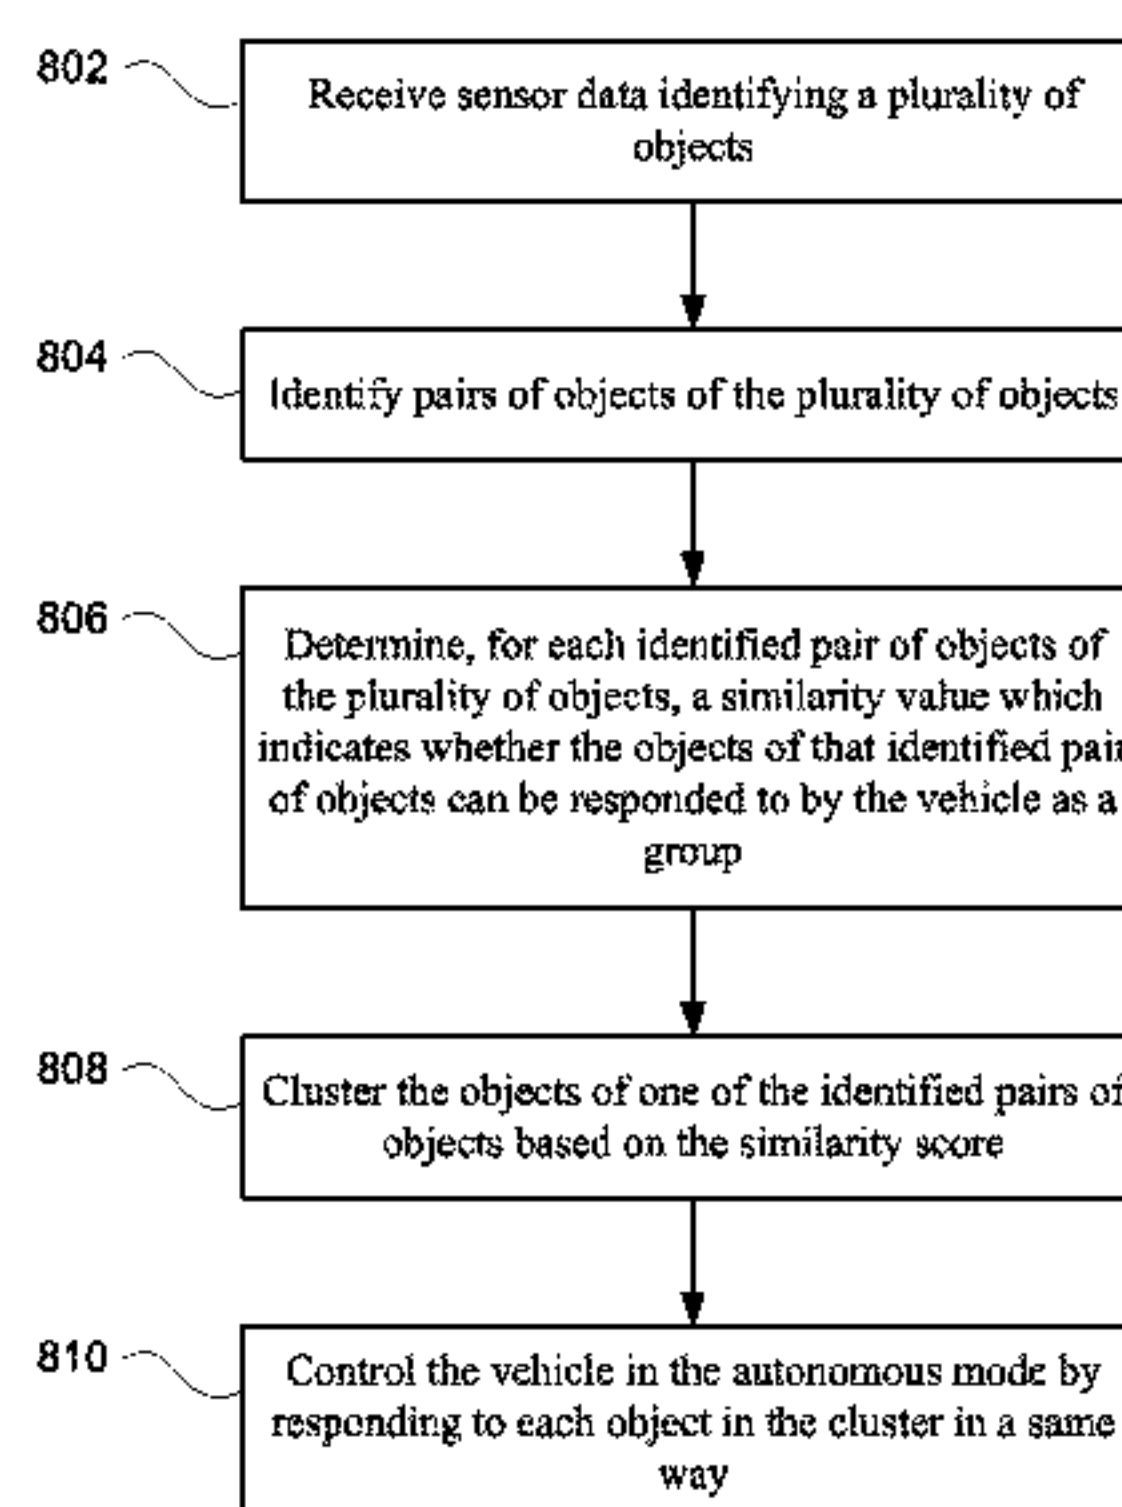 802
Receive sensor data identifying a plurality of
objects
804
Identify pairs of objects of the plurality of objects
806
Determine, for each identified pair of objects of
the plurality of objects, a similarity value which
indicates whether the objects of that identified pair
of objects can be responded to by the vehicle as a
group
808
Cluster the objects of one of the identified pairs of
objects based on the similarity score
810
Control the vehicle in the autonomous mode by
responding to each object in the cluster in a same
way